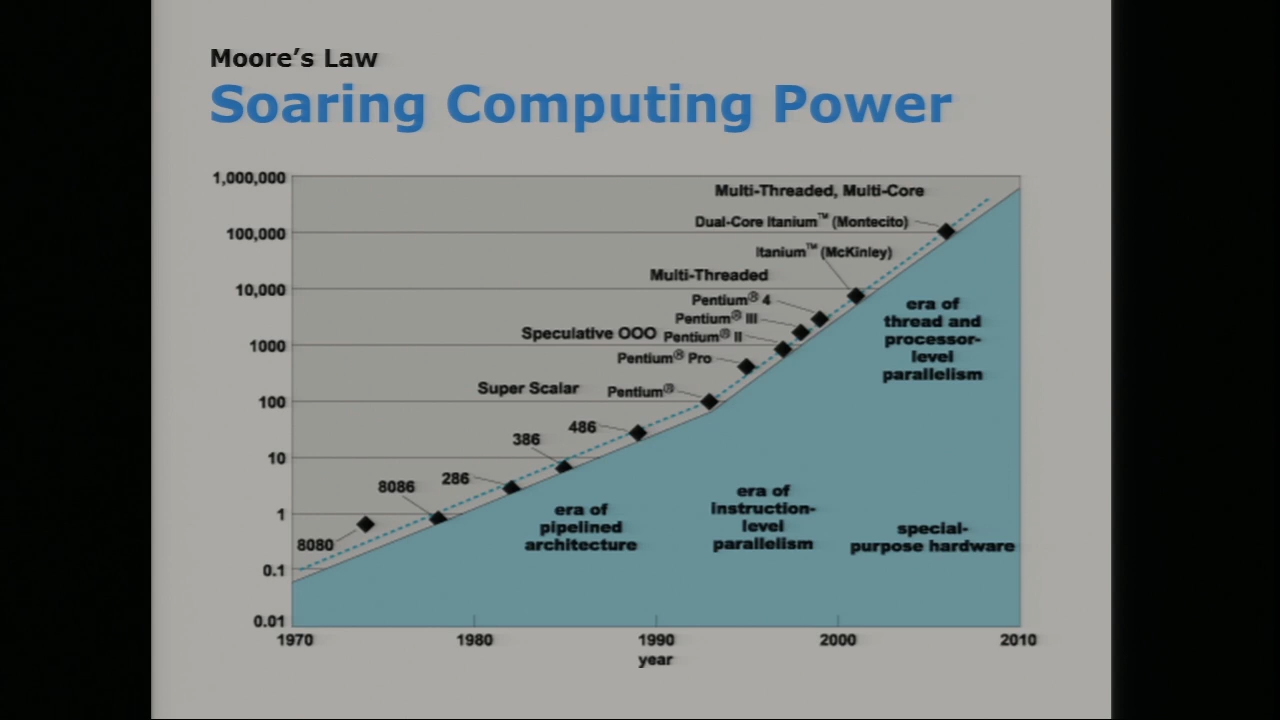 Moore's Law
Soaring Computing Power
1,000,000
Multi-Threaded, Multi-Core
Dual-Core Itanium™ (Montecito)
100,000
Itanium™ (McKinley)
Multi-Threaded
10,000
Pentium® 4
Pentium® III
Speculative OOO
Pentium® II
1000
Pentium® Pro
Super Scalar
Pentium®
100
486
386
10
286
8086
1
8080
0.1
0.01
era of
thread and
processor-
level
parallelism
era of
pipelined
architecture
era of
instruction-
level
parallelism
special-
purpose hardware
1970
1980
1990
2000
2010
year